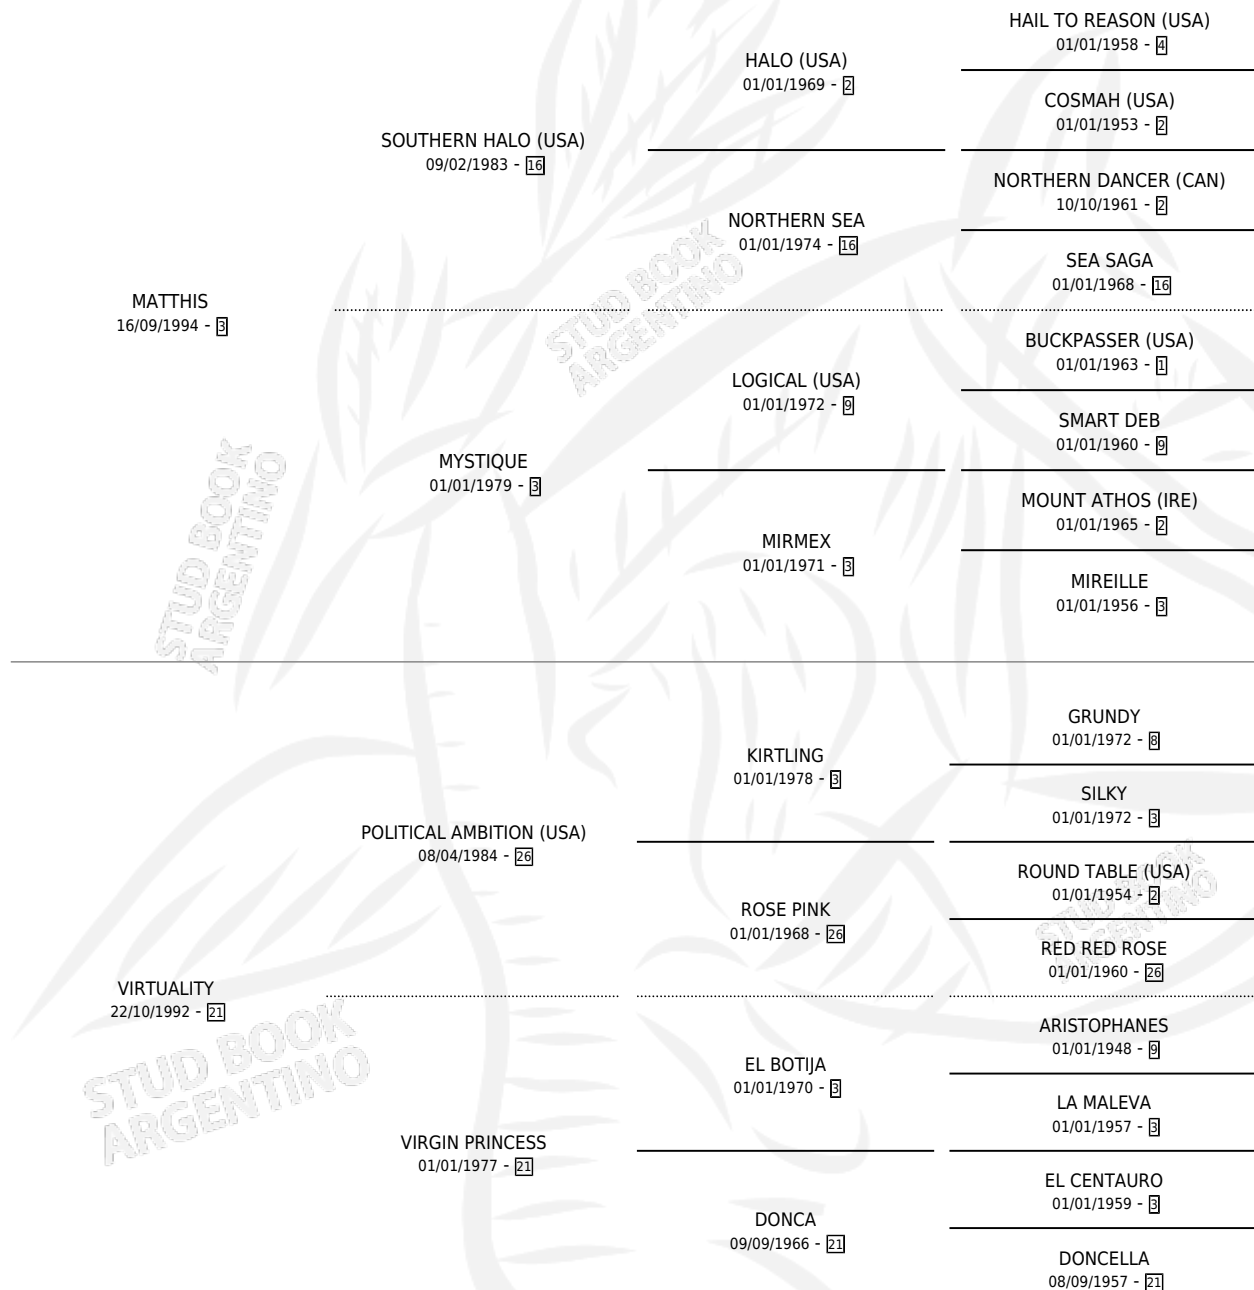 HAIL TO REASON (USA)
01/01/1958 - 4
HALO (USA)
01/01/1969 - 2
COSMAH (USA)
01/01/1953 - 2
SOUTHERN HALO (USA)
09/02/1983 - 16
NORTHERN DANCER (CAN)
10/10/1961 - 2
NORTHERN SEA
01/01/1974 - 16
SEA SAGA
01/01/1968 - 16
STUD BOOK
ARGENTINO
MATTHIS
16/09/1994 - 3
BUCKPASSER (USA)
01/01/1963 - 1
LOGICAL (USA)
01/01/1972 - 9
SMART DEB
01/01/1960 - 9
MYSTIQUE
01/01/1979 - 3
MOUNT ATHOS (IRE)
01/01/1965 - 2
MIRMEX
01/01/1971 - 3
MIREILLE
01/01/1956 - 3
STUD BOOK
ARGENTINO
GRUNDY
01/01/1972 - 8
KIRTLING
01/01/1978 - 3
SILKY
01/01/1972 - 3
POLITICAL AMBITION (USA)
08/04/1984 - 26
ROUND TABLE (USA)
01/01/1954 - 2
ROSE PINK
01/01/1968 - 26
RED RED ROSE
01/01/1960 - 26
STUD BOOK
ARGENTINO
VIRTUALITY
22/10/1992 - 21
ARISTOPHANES
01/01/1948 - 9
EL BOTIJA
01/01/1970 - 3
LA MALEVA
01/01/1957 - 3
VIRGIN PRINCESS
01/01/1977 - 21
EL CENTAURO
01/01/1959 - 3
DONCA
09/09/1966 - 21
DONCELLA
08/09/1957 - 21
STUD BOOK
ARGENTINO